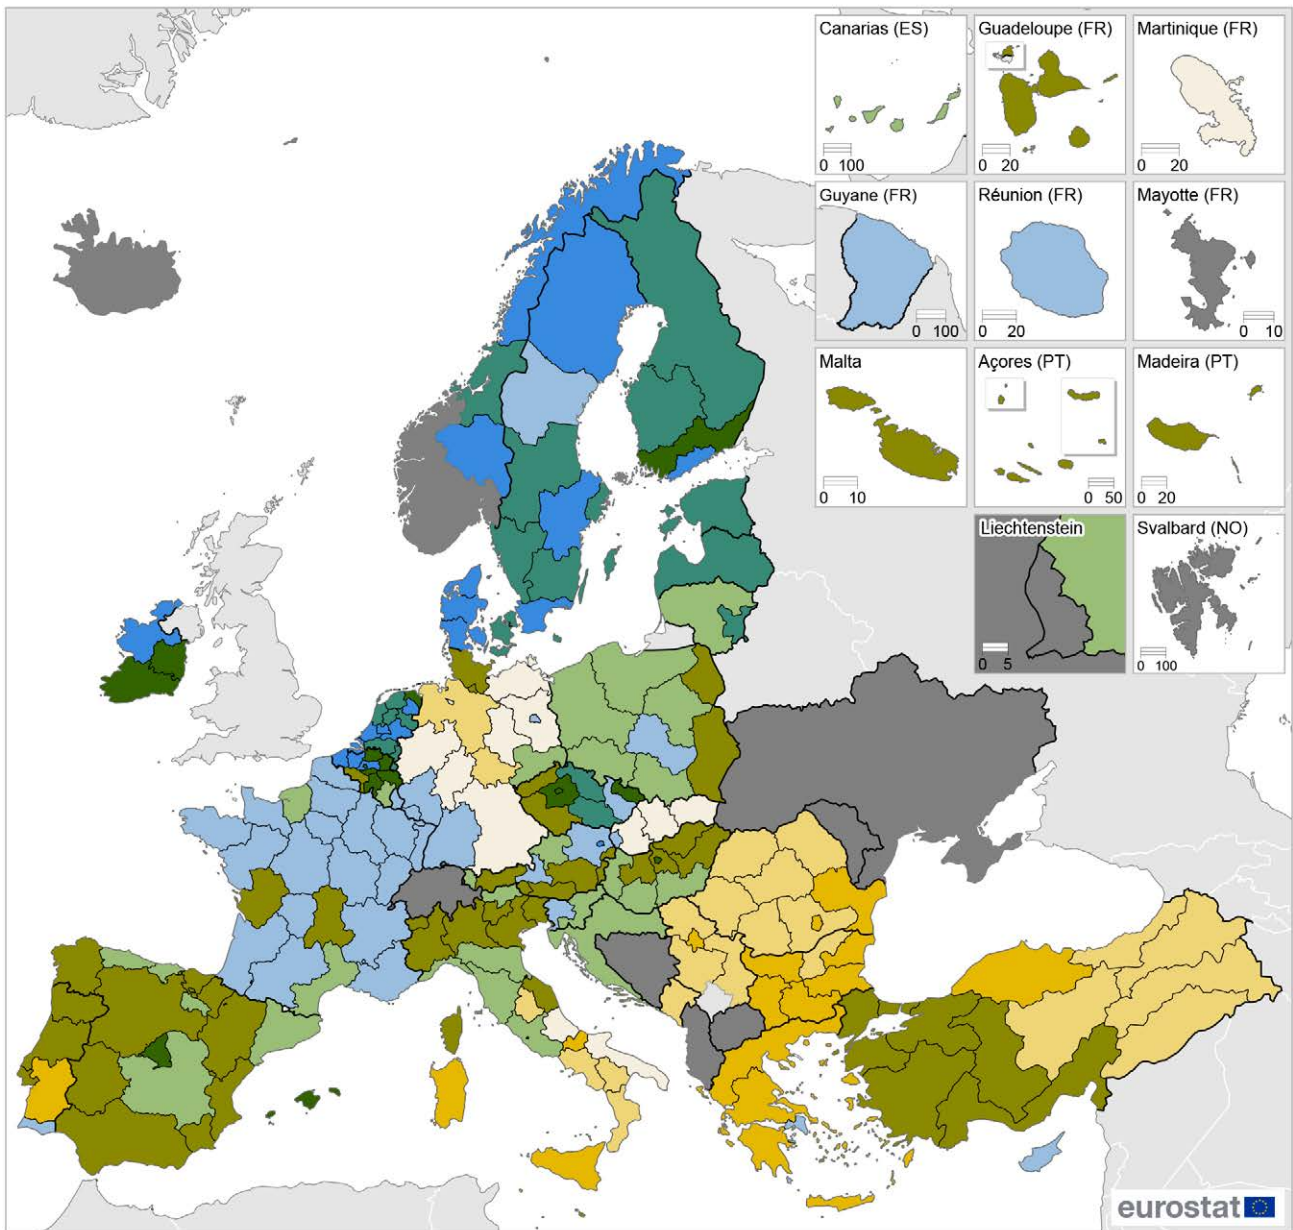 Canarias (ES)
0 100
Guadeloupe (FR)
0 20
Martinique (FR)
0 20
Guyane (FR)
0 100
Réunion (FR)
0 20
Mayotte (FR)
0 10
Malta
0 10
Açores (PT)
0 50
Madeira (PT)
0 20
Liechtenstein
0 5
Svalbard (NO)
0 100
eurostat